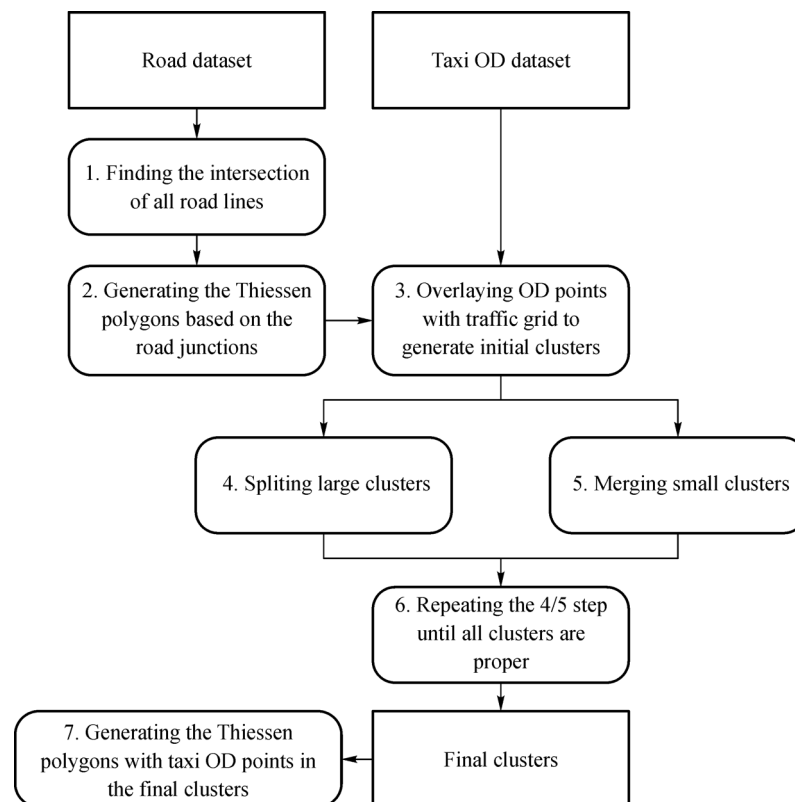 Road dataset
Taxi OD dataset
1. Finding the intersection
of all road lines
2. Generating the Thiessen
polygons based on the
road junctions
3. Overlaying OD points
with traffic grid to
generate initial clusters
4. Spliting large clusters
5. Merging small clusters
6. Repeating the 4/5 step
until all clusters are
proper
7. Generating the Thiessen
polygons with taxi OD points in
the final clusters
Final clusters